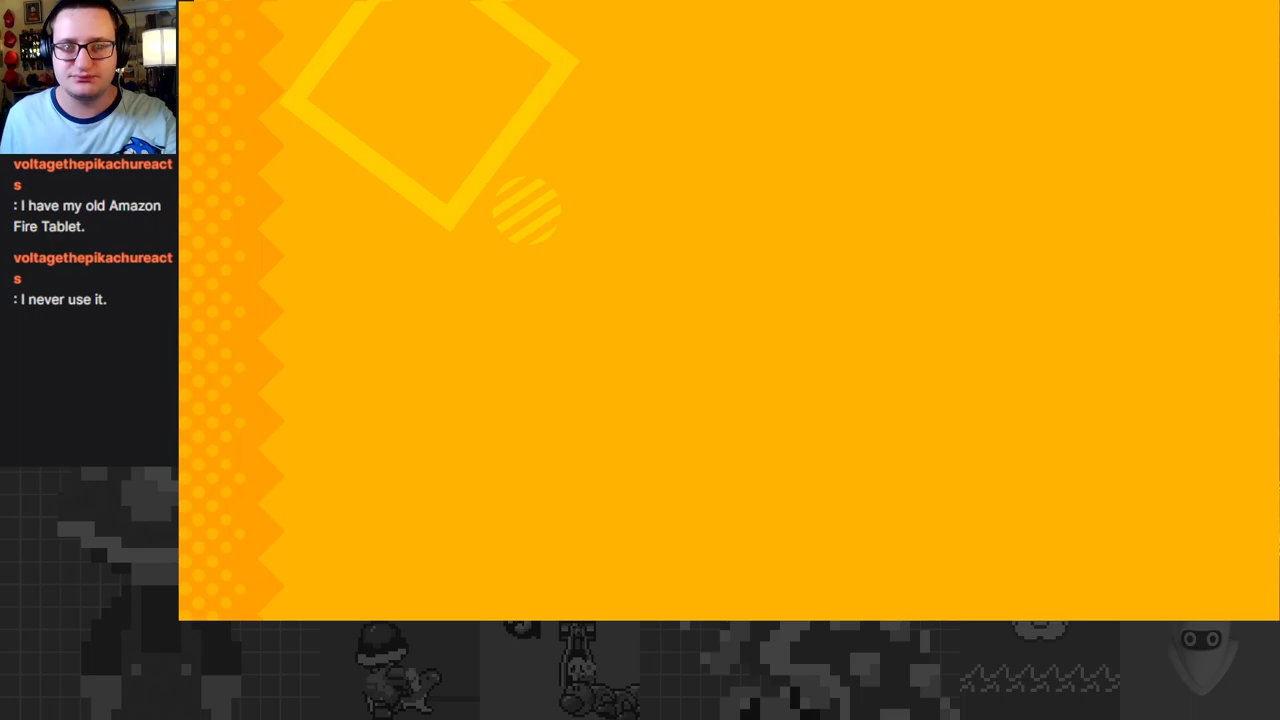 voltagethepikachureact
s
: I have my old Amazon
Fire Tablet.
voltagethepikachureact
s
: I never use it.